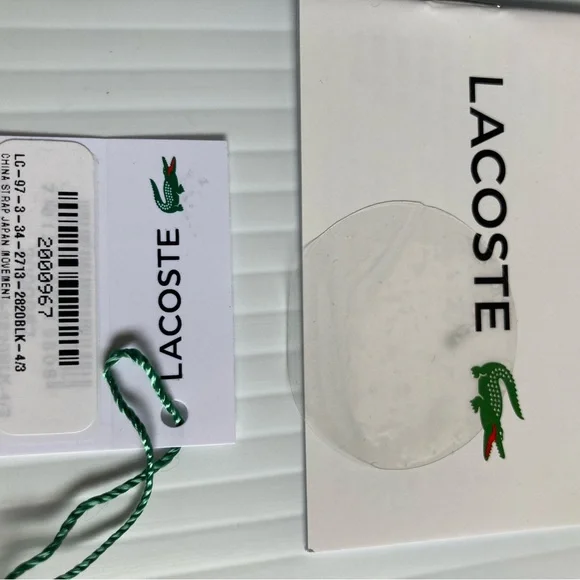 LACOSTE
2000967
LC-97-3-34-2713-2820BLK-4/3
CHINA STRAP JAPAN MOVEMENT
LACOSTE